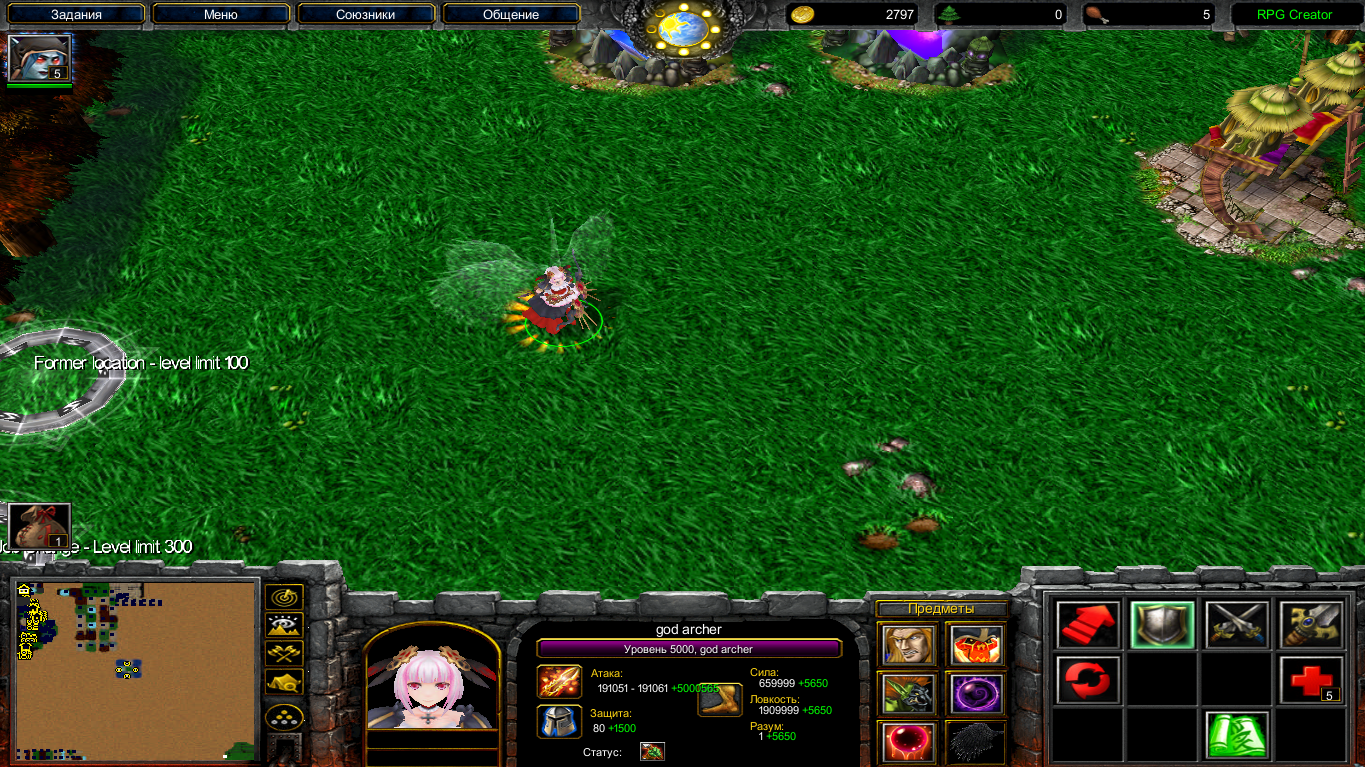 Задания
Меню
Союзники
Общение
2797
0
5
RPG Creator
5
Former location - level limit 100
1
- Level limit 300
god archer
Уровень 5000, god archer
Атака:
191051 - 191061 +5000565
Защита:
80 +1500
Статус:
Сила:
659999 +5650
Ловкость:
1909999 +5650
Разум:
1 +5650
Предметы
5